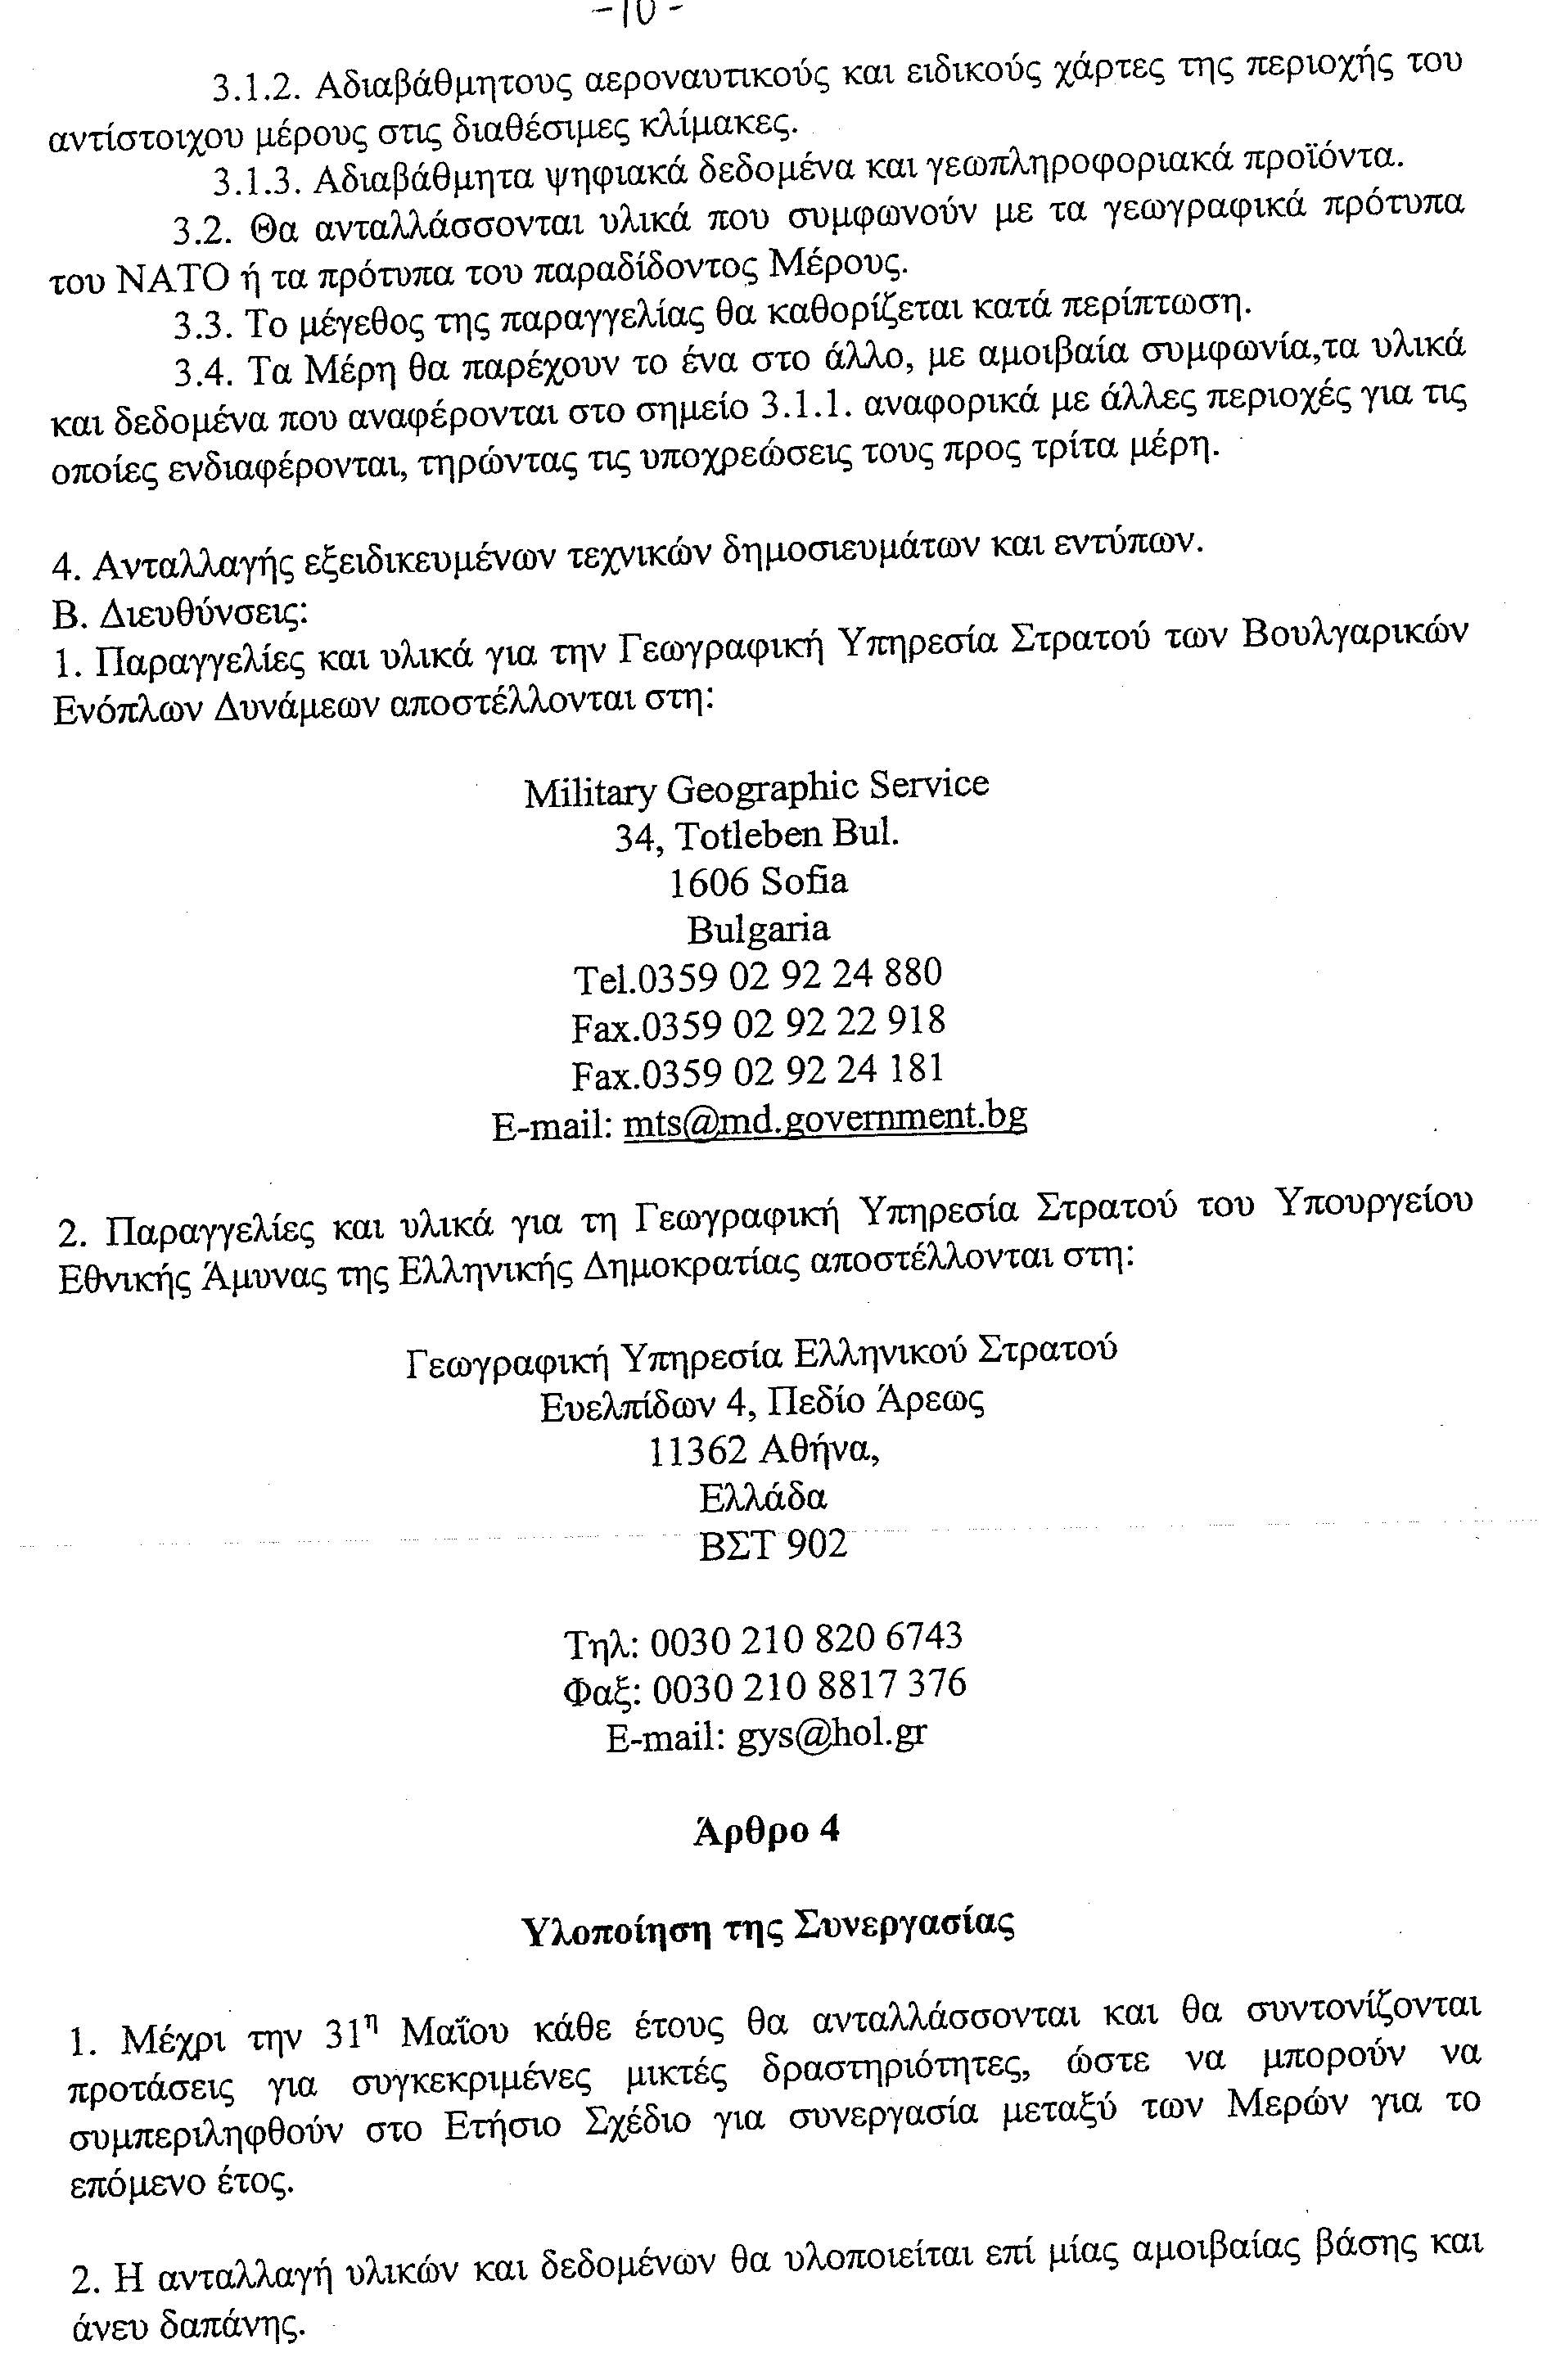 -10-
3.1.2. Αδιαβάθμητους αεροναυτικούς και ειδικούς χάρτες της περιοχής του
αντίστοιχου μέρους στις διαθέσιμες κλίμακες.
3.1.3. Αδιαβάθμητα ψηφιακά δεδομένα και γεωπληροφοριακά προϊόντα.
3.2. Θα ανταλλάσσονται υλικά που συμφωνούν με τα γεωγραφικά πρότυπα
του ΝΑΤΟ ή τα πρότυπα του παραδίδοντος Μέρους.
3.3. Το μέγεθος της παραγγελίας θα καθορίζεται κατά περίπτωση.
3.4. Τα Μέρη θα παρέχουν το ένα στο άλλο, με αμοιβαία συμφωνία,τα υλικά
και δεδομένα που αναφέρονται στο σημείο 3.1.1. αναφορικά με άλλες περιοχές για τις
οποίες ενδιαφέρονται, τηρώντας τις υποχρεώσεις τους προς τρίτα μέρη.
4. Ανταλλαγής εξειδικευμένων τεχνικών δημοσιευμάτων και εντύπων.
Β. Διευθύνσεις:
1. Παραγγελίες και υλικά για την Γεωγραφική Υπηρεσία Στρατού των Βουλγαρικών
Ενόπλων Δυνάμεων αποστέλλονται στη:
Military Geographic Service
34, Totleben Bul.
1606 Sofia
Bulgaria
Tel.0359 02 92 24 880
Fax.0359 02 92 22 918
Fax.0359 02 92 24 181
E-mail: mts@md.government.bg
2. Παραγγελίες και υλικά για τη Γεωγραφική Υπηρεσία Στρατού του Υπουργείου
Εθνικής Άμυνας της Ελληνικής Δημοκρατίας αποστέλλονται στη:
Γεωγραφική Υπηρεσία Ελληνικού Στρατού
Ευελπίδων 4, Πεδίο Άρεως
11362 Αθήνα,
Ελλάδα
ΒΣΤ 902
Τηλ: 0030 210 820 6743
Φαξ: 0030 210 8817 376
E-mail: gys@hol.gr
Άρθρο 4
Υλοποίηση της Συνεργασίας
1. Μέχρι την 31η Μαΐου κάθε έτους θα ανταλλάσσονται και θα συντονίζονται
προτάσεις για συγκεκριμένες μικτές δραστηριότητες, ώστε να μπορούν να
συμπεριληφθούν στο Ετήσιο Σχέδιο για συνεργασία μεταξύ των Μερών για το
επόμενο έτος.
2. Η ανταλλαγή υλικών και δεδομένων θα υλοποιείται επί μίας αμοιβαίας βάσης και
άνευ δαπάνης.